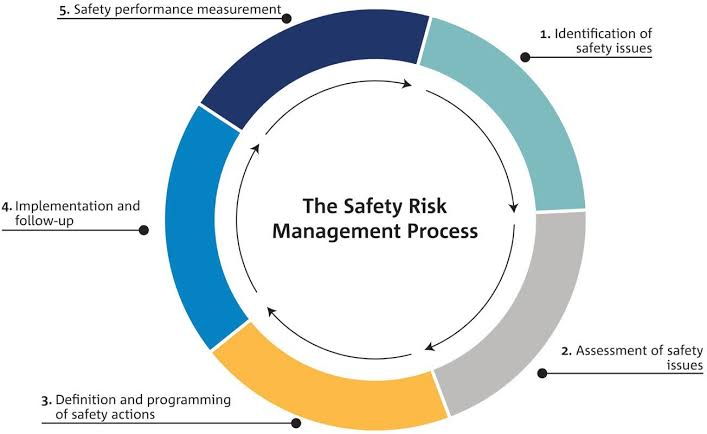 5. Safety performance measurement
1. Identification of
safety issues
The Safety Risk
Management Process
4. Implementation and
follow-up
2. Assessment of safety
issues
3. Definition and programming
of safety actions